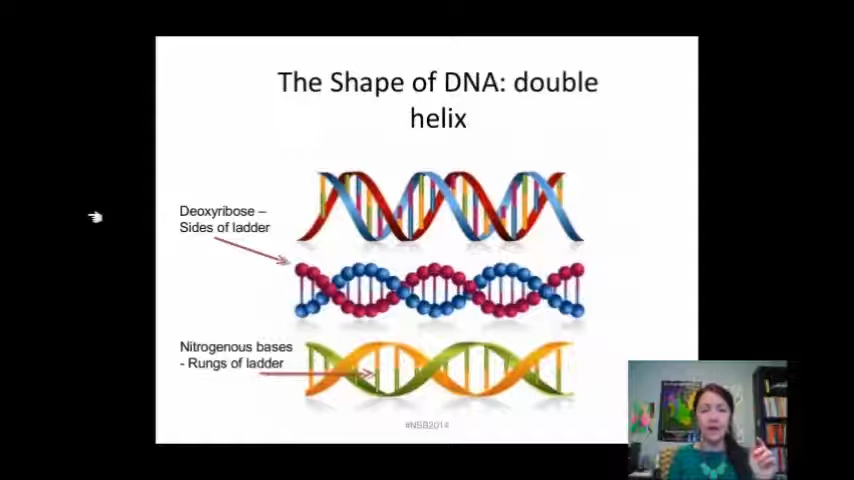 The Shape of DNA: double
helix
Deoxyribose –
Sides of ladder
Nitrogenous bases
- Rungs of ladder
#NSB2014